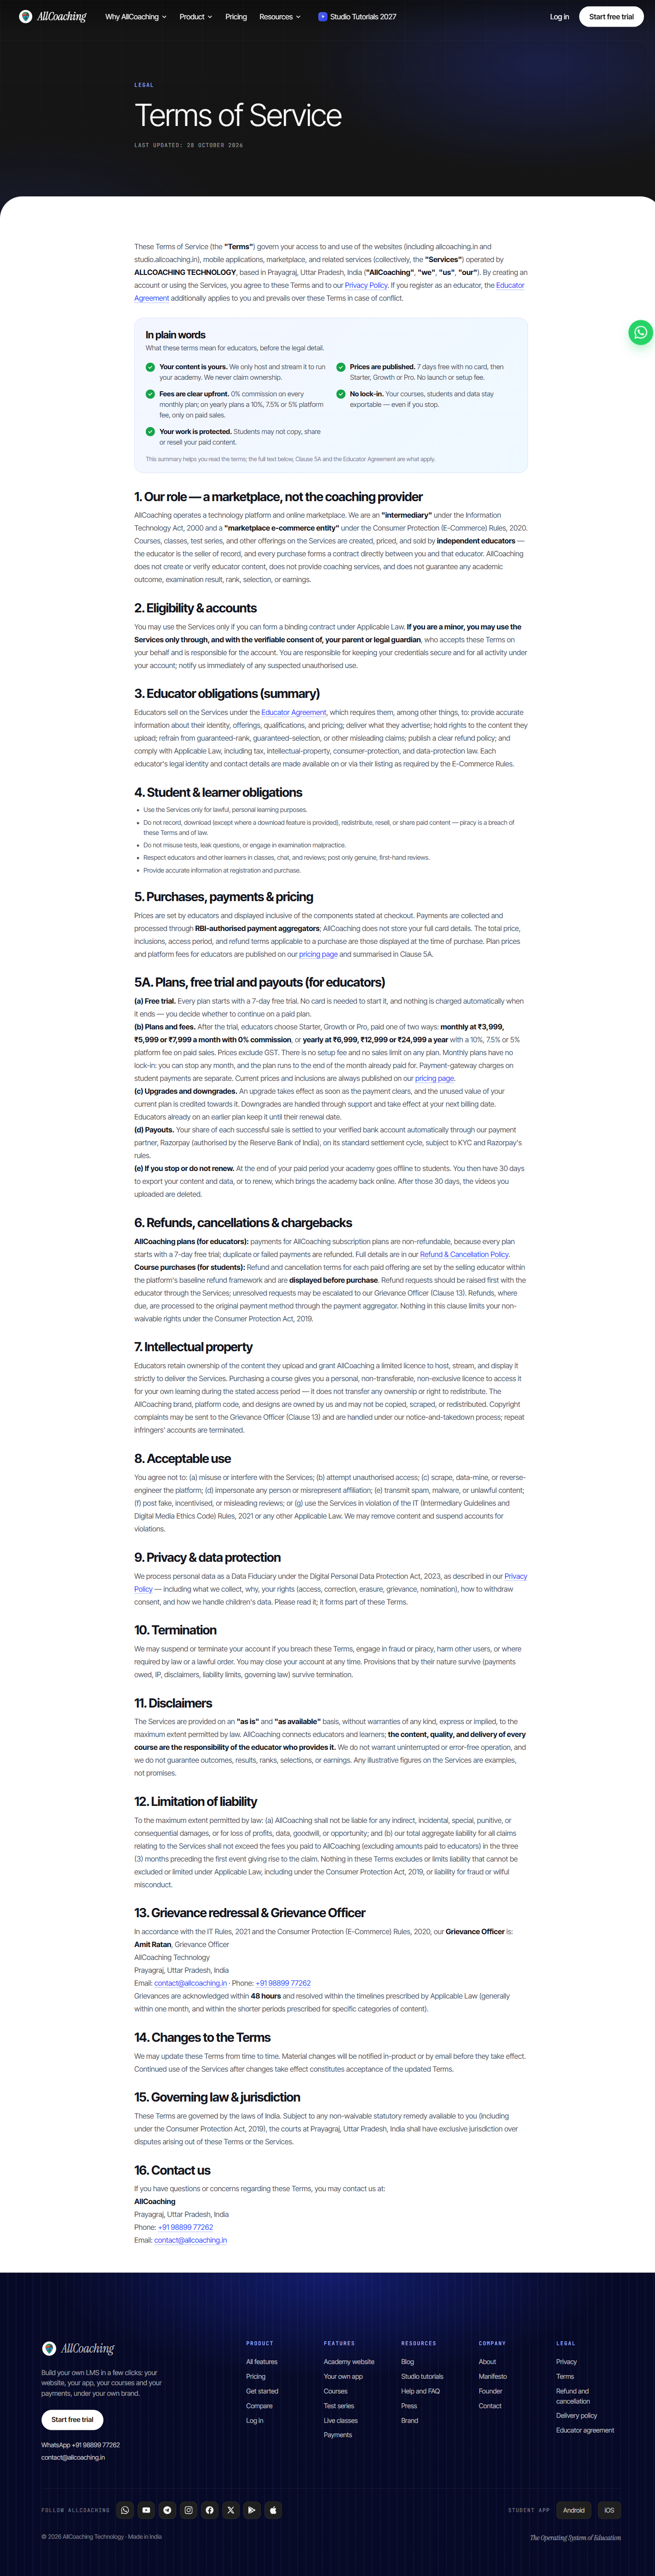 AllCoaching
Why AllCoaching
Product
Pricing
Resources
Studio Tutorials 2027
Log in
Start free trial
LEGAL
Terms of Service
LAST UPDATED: 28 OCTOBER 2026
These Terms of Service (the "Terms") govern your access to and use of the websites (including allcoaching.in and
studio.allcoaching.in), mobile applications, marketplace, and related services (collectively, the "Services") operated by
ALLCOACHING TECHNOLOGY, based in Prayagraj, Uttar Pradesh, India ("AllCoaching", "we", "us", "our"). By creating an
account or using the Services, you agree to these Terms and to our Privacy Policy. If you register as an educator, the Educator
Agreement additionally applies to you and prevails over these Terms in case of conflict.
In plain words
What these terms mean for educators, before the legal detail.
Your content is yours. We only host and stream it to run
your academy. We never claim ownership.
Prices are published. 7 days free with no card, then
Starter, Growth or Pro. No launch or setup fee.
Fees are clear upfront. 0% commission on every
monthly plan; on yearly plans a 10%, 7.5% or 5% platform
fee, only on paid sales.
No lock-in. Your courses, students and data stay
exportable — even if you stop.
Your work is protected. Students may not copy, share
or resell your paid content.
This summary helps you read the terms; the full text below, Clause 5A and the Educator Agreement are what apply.
1. Our role — a marketplace, not the coaching provider
AllCoaching operates a technology platform and online marketplace. We are an "intermediary" under the Information
Technology Act, 2000 and a "marketplace e-commerce entity" under the Consumer Protection (E-Commerce) Rules, 2020.
Courses, classes, test series, and other offerings on the Services are created, priced, and sold by independent educators —
the educator is the seller of record, and every purchase forms a contract directly between you and that educator. AllCoaching
does not create or verify educator content, does not provide coaching services, and does not guarantee any academic
outcome, examination result, rank, selection, or earnings.
2. Eligibility & accounts
You may use the Services only if you can form a binding contract under Applicable Law. If you are a minor, you may use the
Services only through, and with the verifiable consent of, your parent or legal guardian, who accepts these Terms on
your behalf and is responsible for the account. You are responsible for keeping your credentials secure and for all activity under
your account; notify us immediately of any suspected unauthorised use.
3. Educator obligations (summary)
Educators sell on the Services under the Educator Agreement, which requires them, among other things, to: provide accurate
information about their identity, offerings, qualifications, and pricing; deliver what they advertise; hold rights to the content they
upload; refrain from guaranteed-rank, guaranteed-selection, or other misleading claims; publish a clear refund policy; and
comply with Applicable Law, including tax, intellectual-property, consumer-protection, and data-protection law. Each
educator's legal identity and contact details are made available on or via their listing as required by the E-Commerce Rules.
4. Student & learner obligations
Use the Services only for lawful, personal learning purposes.
Do not record, download (except where a download feature is provided), redistribute, resell, or share paid content — piracy is a breach of
these Terms and of law.
Do not misuse tests, leak questions, or engage in examination malpractice.
Respect educators and other learners in classes, chat, and reviews; post only genuine, first-hand reviews.
Provide accurate information at registration and purchase.
5. Purchases, payments & pricing
Prices are set by educators and displayed inclusive of the components stated at checkout. Payments are collected and
processed through RBI-authorised payment aggregators; AllCoaching does not store your full card details. The total price,
inclusions, access period, and refund terms applicable to a purchase are those displayed at the time of purchase. Plan prices
and platform fees for educators are published on our pricing page and summarised in Clause 5A.
5A. Plans, free trial and payouts (for educators)
(a) Free trial. Every plan starts with a 7-day free trial. No card is needed to start it, and nothing is charged automatically when
it ends — you decide whether to continue on a paid plan.
(b) Plans and fees. After the trial, educators choose Starter, Growth or Pro, paid one of two ways: monthly at ₹3,999,
₹5,999 or ₹7,999 a month with 0% commission, or yearly at ₹6,999, ₹12,999 or ₹24,999 a year with a 10%, 7.5% or 5%
platform fee on paid sales. Prices exclude GST. There is no setup fee and no sales limit on any plan. Monthly plans have no
lock-in: you can stop any month, and the plan runs to the end of the month already paid for. Payment-gateway charges on
student payments are separate. Current prices and inclusions are always published on our pricing page.
(c) Upgrades and downgrades. An upgrade takes effect as soon as the payment clears, and the unused value of your
current plan is credited towards it. Downgrades are handled through support and take effect at your next billing date.
Educators already on an earlier plan keep it until their renewal date.
(d) Payouts. Your share of each successful sale is settled to your verified bank account automatically through our payment
partner, Razorpay (authorised by the Reserve Bank of India), on its standard settlement cycle, subject to KYC and Razorpay's
rules.
(e) If you stop or do not renew. At the end of your paid period your academy goes offline to students. You then have 30 days
to export your content and data, or to renew, which brings the academy back online. After those 30 days, the videos you
uploaded are deleted.
6. Refunds, cancellations & chargebacks
AllCoaching plans (for educators): payments for AllCoaching subscription plans are non-refundable, because every plan
starts with a 7-day free trial; duplicate or failed payments are refunded. Full details are in our Refund & Cancellation Policy.
Course purchases (for students): Refund and cancellation terms for each paid offering are set by the selling educator within
the platform's baseline refund framework and are displayed before purchase. Refund requests should be raised first with the
educator through the Services; unresolved requests may be escalated to our Grievance Officer (Clause 13). Refunds, where
due, are processed to the original payment method through the payment aggregator. Nothing in this clause limits your non-
waivable rights under the Consumer Protection Act, 2019.
7. Intellectual property
Educators retain ownership of the content they upload and grant AllCoaching a limited licence to host, stream, and display it
strictly to deliver the Services. Purchasing a course gives you a personal, non-transferable, non-exclusive licence to access it
for your own learning during the stated access period — it does not transfer any ownership or right to redistribute. The
AllCoaching brand, platform code, and designs are owned by us and may not be copied, scraped, or redistributed. Copyright
complaints may be sent to the Grievance Officer (Clause 13) and are handled under our notice-and-takedown process; repeat
infringers' accounts are terminated.
8. Acceptable use
You agree not to: (a) misuse or interfere with the Services; (b) attempt unauthorised access; (c) scrape, data-mine, or reverse-
engineer the platform; (d) impersonate any person or misrepresent affiliation; (e) transmit spam, malware, or unlawful content;
(f) post fake, incentivised, or misleading reviews; or (g) use the Services in violation of the IT (Intermediary Guidelines and
Digital Media Ethics Code) Rules, 2021 or any other Applicable Law. We may remove content and suspend accounts for
violations.
9. Privacy & data protection
We process personal data as a Data Fiduciary under the Digital Personal Data Protection Act, 2023, as described in our Privacy
Policy — including what we collect, why, your rights (access, correction, erasure, grievance, nomination), how to withdraw
consent, and how we handle children's data. Please read it; it forms part of these Terms.
10. Termination
We may suspend or terminate your account if you breach these Terms, engage in fraud or piracy, harm other users, or where
required by law or a lawful order. You may close your account at any time. Provisions that by their nature survive (payments
owed, IP, disclaimers, liability limits, governing law) survive termination.
11. Disclaimers
The Services are provided on an "as is" and "as available" basis, without warranties of any kind, express or implied, to the
maximum extent permitted by law. AllCoaching connects educators and learners; the content, quality, and delivery of every
course are the responsibility of the educator who provides it. We do not warrant uninterrupted or error-free operation, and
we do not guarantee outcomes, results, ranks, selections, or earnings. Any illustrative figures on the Services are examples,
not promises.
12. Limitation of liability
To the maximum extent permitted by law: (a) AllCoaching shall not be liable for any indirect, incidental, special, punitive, or
consequential damages, or for loss of profits, data, goodwill, or opportunity; and (b) our total aggregate liability for all claims
relating to the Services shall not exceed the fees you paid to AllCoaching (excluding amounts paid to educators) in the three
(3) months preceding the first event giving rise to the claim. Nothing in these Terms excludes or limits liability that cannot be
excluded or limited under Applicable Law, including under the Consumer Protection Act, 2019, or liability for fraud or wilful
misconduct.
13. Grievance redressal & Grievance Officer
In accordance with the IT Rules, 2021 and the Consumer Protection (E-Commerce) Rules, 2020, our Grievance Officer is:
Amit Ratan, Grievance Officer
AllCoaching Technology
Prayagraj, Uttar Pradesh, India
Email: contact@allcoaching.in · Phone: +91 98899 77262
Grievances are acknowledged within 48 hours and resolved within the timelines prescribed by Applicable Law (generally
within one month, and within the shorter periods prescribed for specific categories of content).
14. Changes to the Terms
We may update these Terms from time to time. Material changes will be notified in-product or by email before they take effect.
Continued use of the Services after changes take effect constitutes acceptance of the updated Terms.
15. Governing law & jurisdiction
These Terms are governed by the laws of India. Subject to any non-waivable statutory remedy available to you (including
under the Consumer Protection Act, 2019), the courts at Prayagraj, Uttar Pradesh, India shall have exclusive jurisdiction over
disputes arising out of these Terms or the Services.
16. Contact us
If you have questions or concerns regarding these Terms, you may contact us at:
AllCoaching
Prayagraj, Uttar Pradesh, India
Phone: +91 98899 77262
Email: contact@allcoaching.in
AllCoaching
Build your own LMS in a few clicks: your
website, your app, your courses and your
payments, under your own brand.
Start free trial
WhatsApp +91 98899 77262
contact@allcoaching.in
PRODUCT
All features
Pricing
Get started
Compare
Log in
FEATURES
Academy website
Your own app
Courses
Test series
Live classes
Payments
RESOURCES
Blog
Studio tutorials
Help and FAQ
Press
Brand
COMPANY
About
Manifesto
Founder
Contact
LEGAL
Privacy
Terms
Refund and
cancellation
Delivery policy
Educator agreement
FOLLOW ALLCOACHING
STUDENT APP
Android
iOS
© 2026 AllCoaching Technology · Made in India
The Operating System of Education